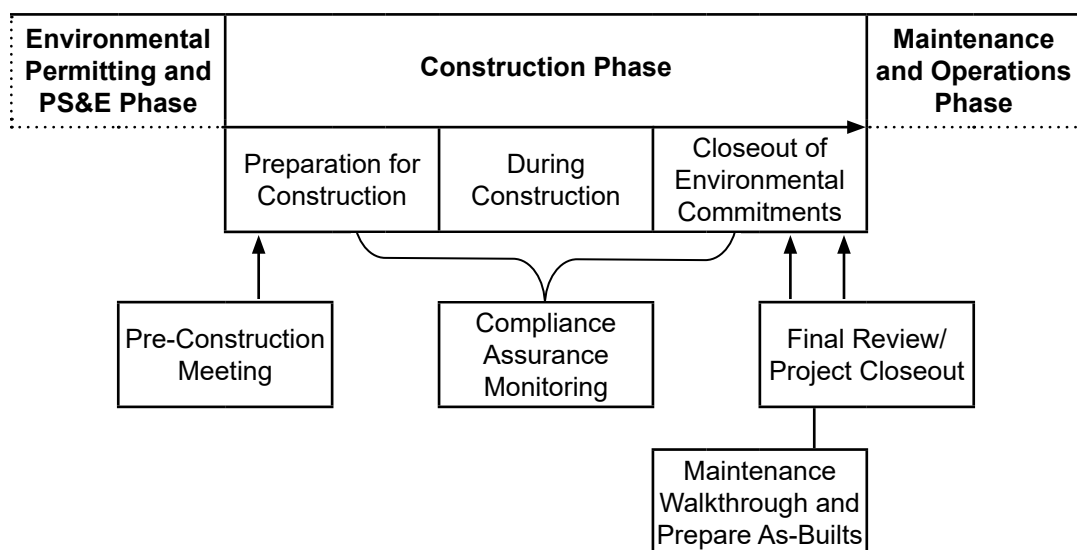 Environmental
Permitting and
PS&E Phase
Construction Phase
Maintenance
and Operations
Phase
Preparation for
Construction
During
Construction
Closeout of
Environmental
Commitments
Pre-Construction
Meeting
Compliance
Assurance
Monitoring
Final Review/
Project Closeout
Maintenance
Walkthrough and
Prepare As-Builts